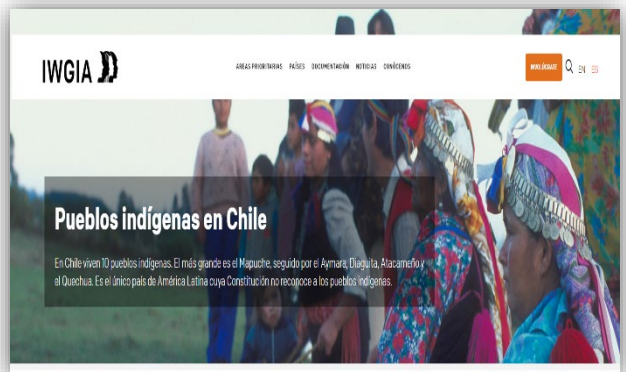 IWGIA
AREAS PRIORITARIAS PAÍSES DOCUMENTACIÓN NOTICIAS CONÓCENOS
INVOLÚCRASE
EN ES
Pueblos indígenas en Chile
En Chile viven 10 pueblos indígenas. El más grande es el Mapuche, seguido por el Aymara, Diaguita, Atacameño y
el Quechua. Es el único país de América Latina cuya Constitución no reconoce a los pueblos indígenas.